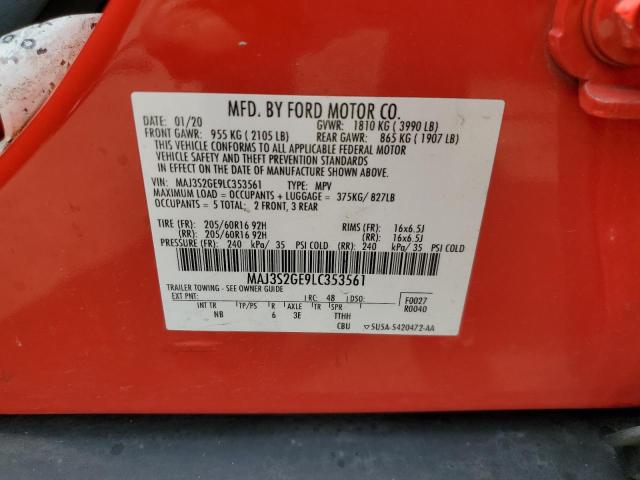 MFD. BY FORD MOTOR CO.
DATE: 01/20 GVWR: 1810 KG ( 3990 LB)
FRONT GAWR: 955 KG ( 2105 LB) REAR GAWR: 865 KG ( 1907 LB)
THIS VEHICLE CONFORMS TO ALL APPLICABLE FEDERAL MOTOR
VEHICLE SAFETY AND THEFT PREVENTION STANDARDS IN
EFFECT ON THE DATE OF MANUFACTURE SHOWN ABOVE.
VIN: MAJ3S2GE9LC353561 TYPE: MPV
MAXIMUM LOAD = OCCUPANTS + LUGGAGE = 375KG/ 827LB
OCCUPANTS = 5 TOTAL; 2 FRONT, 3 REAR
TIRE (FR): 205/60R16 92H RIMS (FR): 16x6.5J
(RR): 205/60R16 92H (RR): 16x6.5J
PRESSURE (FR): 240 kPa/ 35 PSI COLD (RR): 240 kPa/ 35 PSI COLD
MAJ3S2GE9LC353561
TRAILER TOWING - SEE OWNER GUIDE
EXT PNT: RC: 48 DSO: F0027
R0040
INT TR TP/PS R AXLE TR SPR
NB 6 3E TTHH
CBU ▽5U5A-5420472-AA